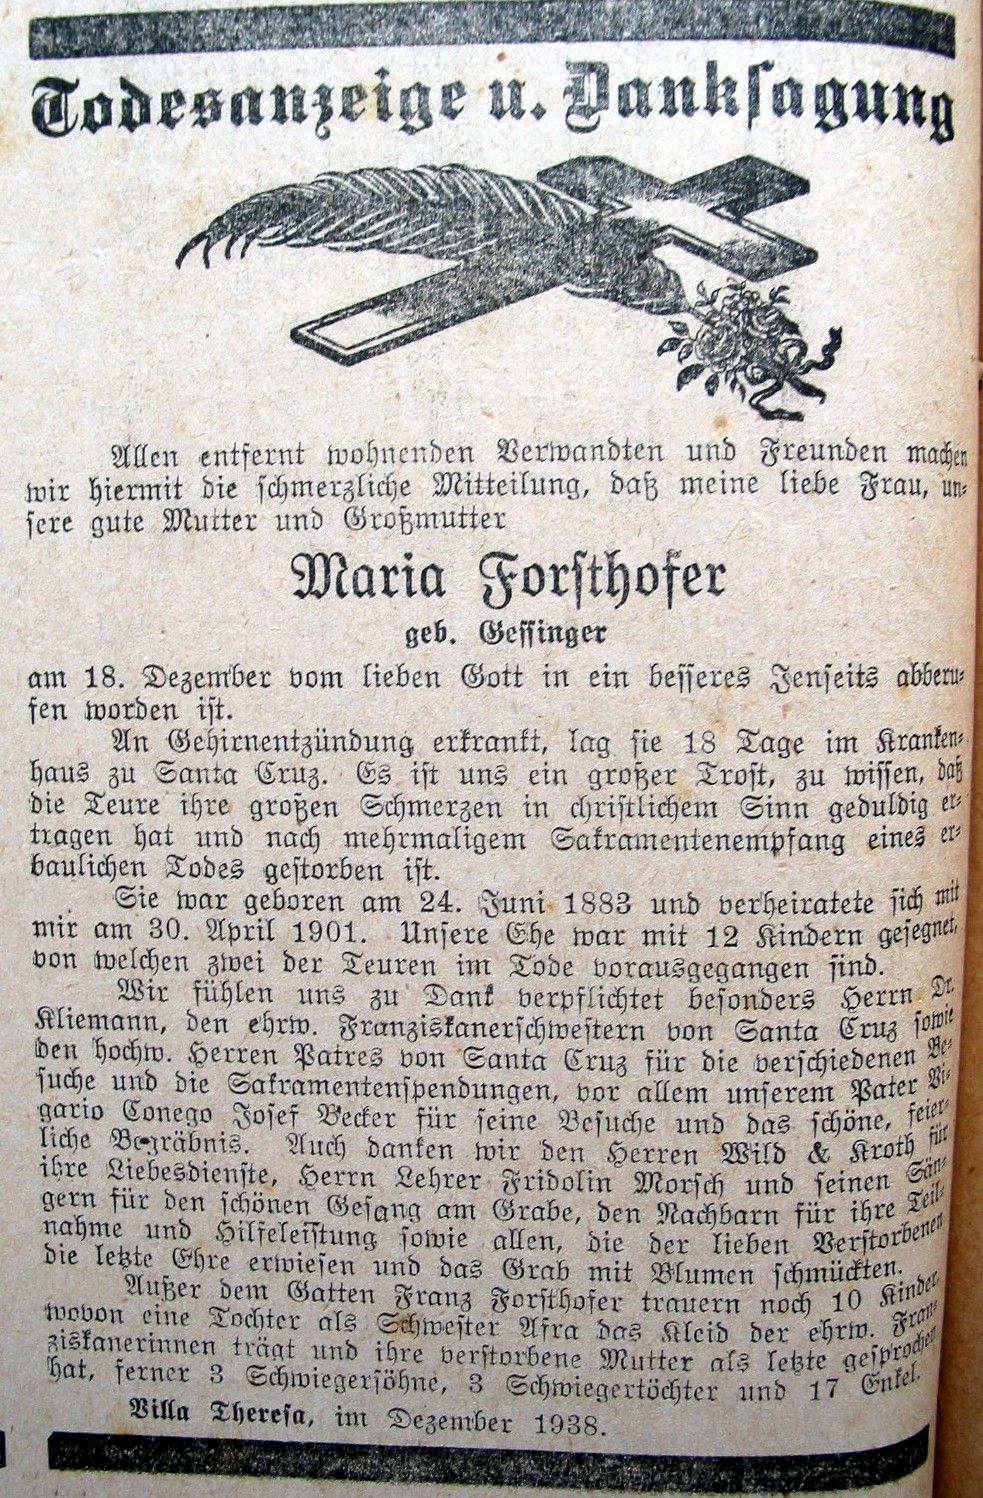 Todesanzeige u. Danksagung
Allen entfernt wohnenden Verwandten und Freunden machen
wir hiermit die schmerzliche Mitteilung, daß meine liebe Frau, un-
sere gute Mutter und Großmutter
Maria Forsthofer
geb. Gessinger
am 18. Dezember vom lieben Gott in ein besseres Jenseits abberu-
fen worden ist.
An Gehirnentzündung erkrankt, lag sie 18 Tage im Kranken-
haus zu Santa Cruz. Es ist uns ein großer Trost, zu wissen, daß
die Teure ihre großen Schmerzen in christlichem Sinn geduldig er-
tragen hat und nach mehrmaligem Sakramentenempfang eines er-
baulichen Todes gestorben ist.
Sie war geboren am 24. Juni 1883 und verheiratete sich mit
mir am 30. April 1901. Unsere Ehe war mit 12 Kindern gesegnet,
von welchen zwei der Teuren im Tode vorausgegangen sind.
Wir fühlen uns zu Dank verpflichtet besonders Herrn Dr.
Kliemann, den ehrw. Franziskanerschwestern von Santa Cruz sowie
den hochw. Herren Patres von Santa Cruz für die verschiedenen Be-
suche und die Sakramentenspendungen, vor allem unserem Pater Vi-
gario Conego Josef Becker für seine Besuche und das schöne, feier-
liche Begräbnis. Auch danken wir den Herren Wild & Kroth für
ihre Liebesdienste, Herrn Lehrer Fridolin Morsch und seinen Sän-
gern für den schönen Gesang am Grabe, den Nachbarn für ihre Teil-
nahme und Hilfeleistung sowie allen, die der lieben Verstorbenen
die letzte Ehre erwiesen und das Grab mit Blumen schmückten.
Außer dem Gatten Franz Forsthofer trauern noch 10 Kinder,
wovon eine Tochter als Schwester Afra das Kleid der ehrw. Fran-
ziskanerinnen trägt und ihre verstorbene Mutter als letzte gesprochen
hat, ferner 3 Schwiegersöhne, 3 Schwiegertöchter und 17 Enkel.
Villa Theresa, im Dezember 1938.